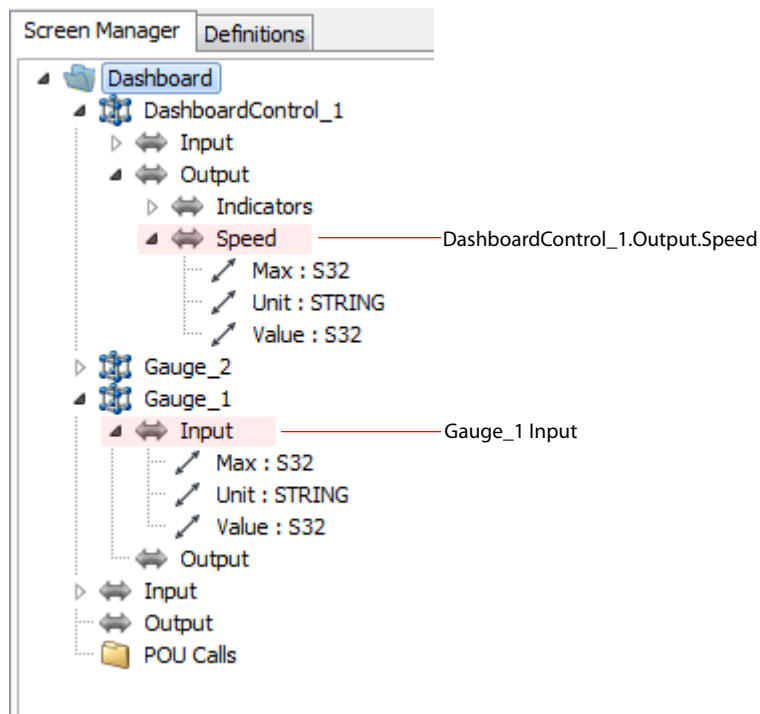 Screen Manager Definitions
Dashboard
DashboardControl_1
Input
Output
Indicators
Speed DashboardControl_1.Output.Speed
Max : S32
Unit : STRING
Value : S32
Gauge_2
Gauge_1
Input Gauge_1 Input
Max : S32
Unit : STRING
Value : S32
Output
Input
Output
POU Calls